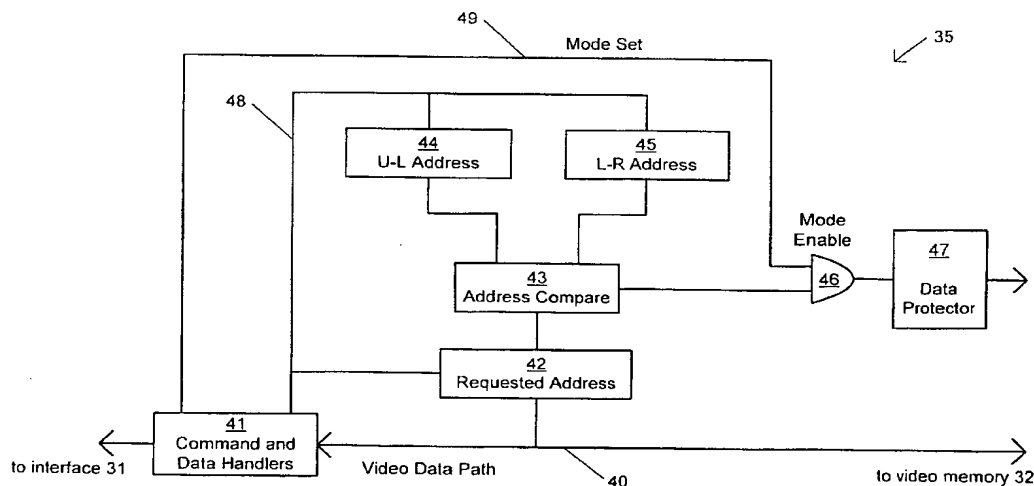 49
Mode Set
35
48
44
U-L Address
45
L-R Address
Mode
Enable
46
47
Data
Protector
43
Address Compare
42
Requested Address
41
Command and
Data Handlers
to interface 31
Video Data Path
40
to video memory 32